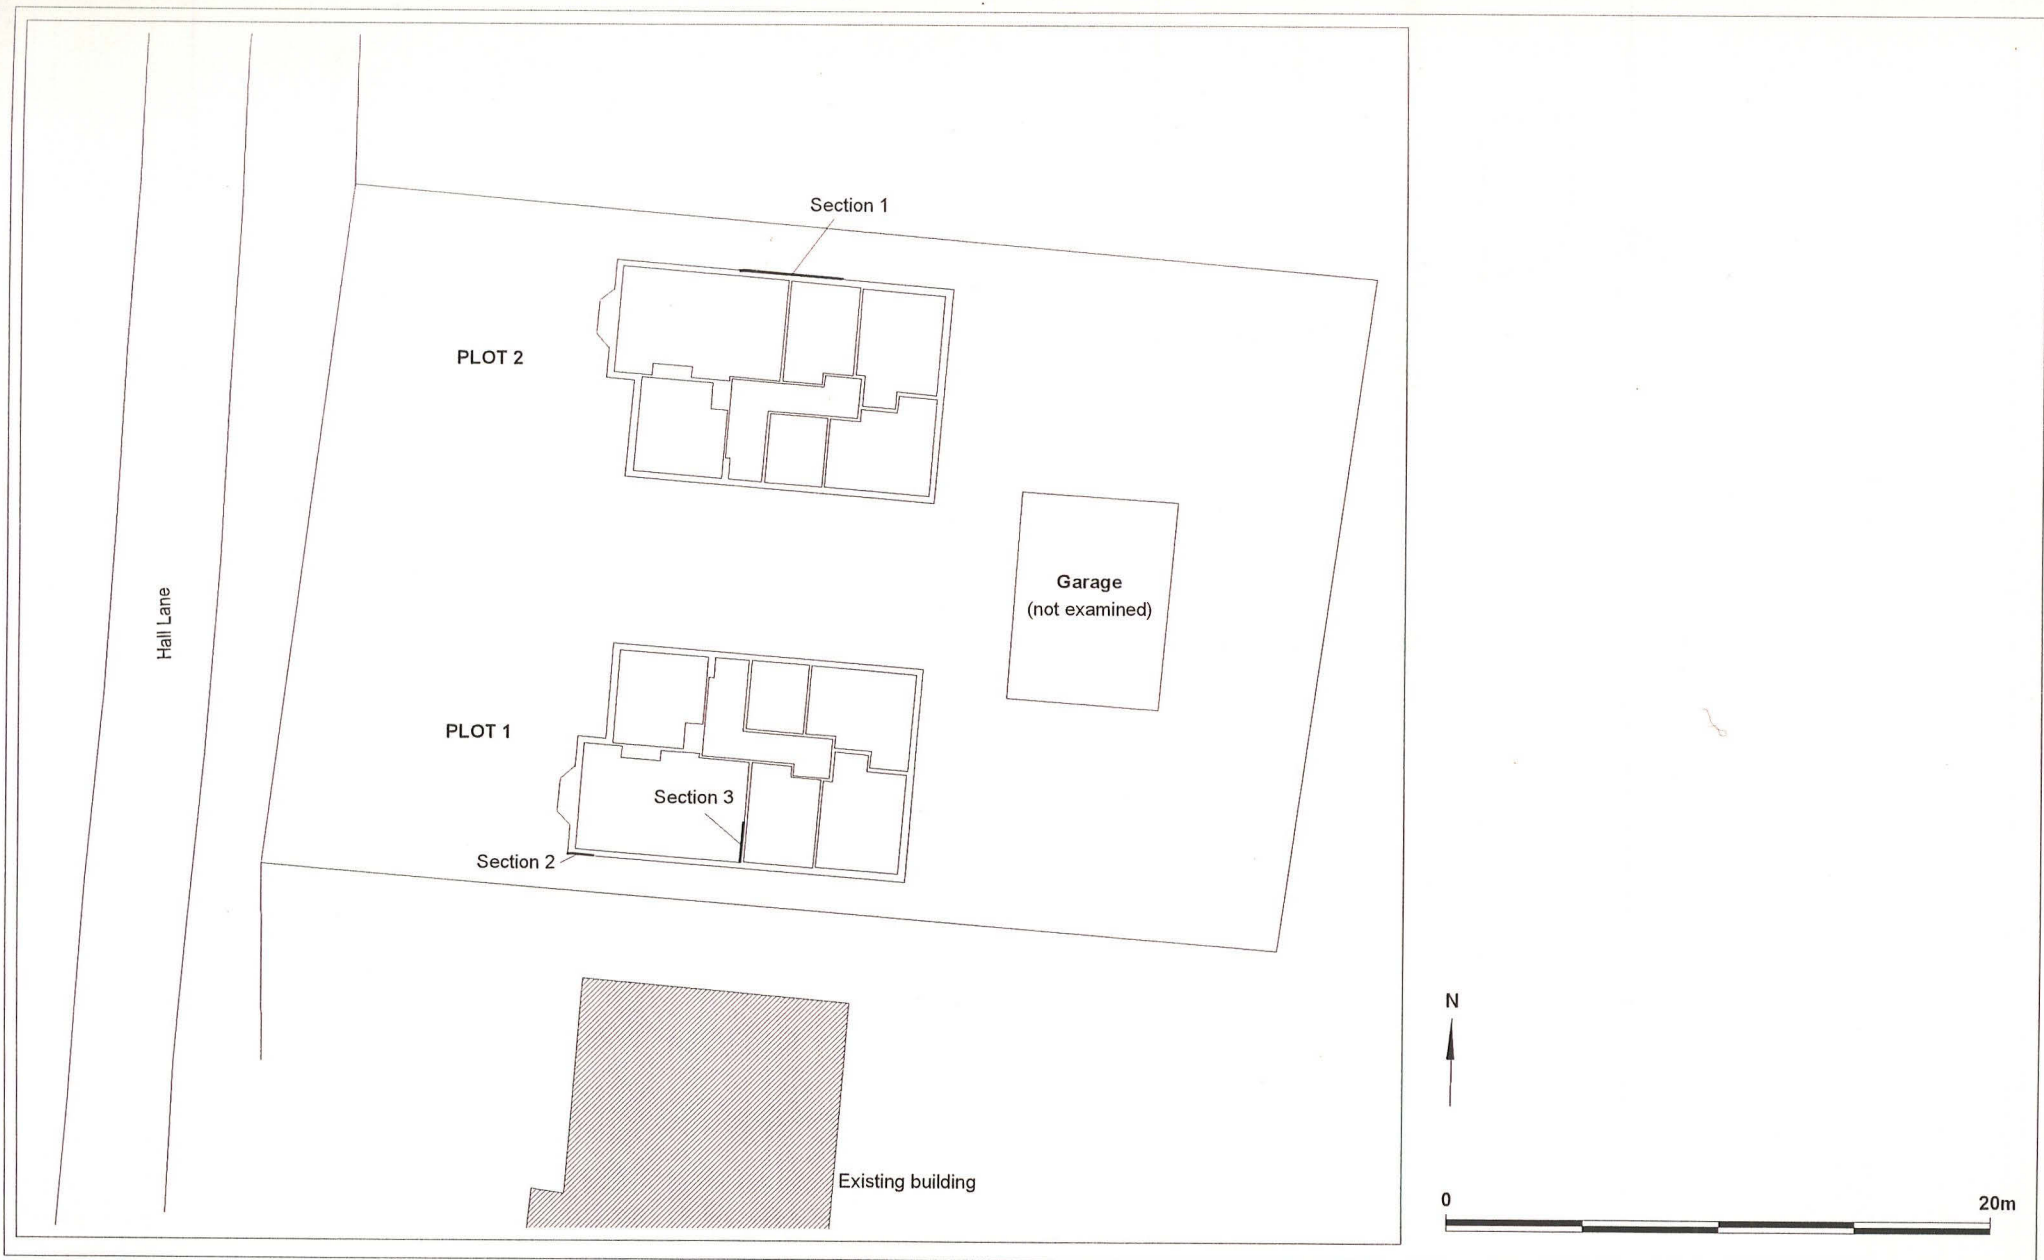 Section 1
PLOT 2
Garage
(not examined)
Hall Lane
PLOT 1
Section 3
Section 2
N
Existing building
0 20m